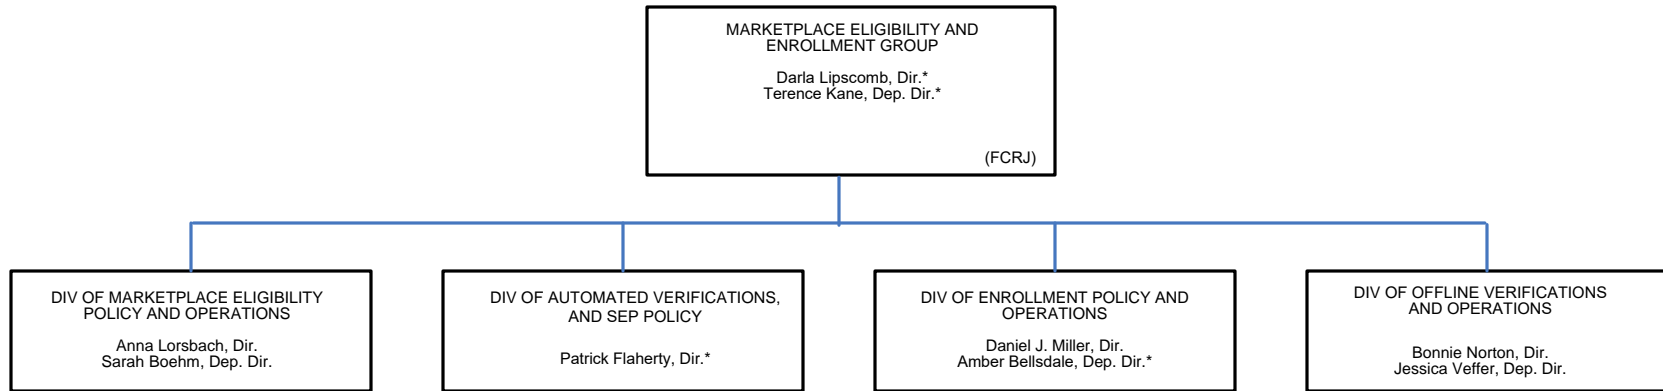 MARKETPLACE ELIGIBILITY AND
ENROLLMENT GROUP
Darla Lipscomb, Dir.*
Terence Kane, Dep. Dir.*
(FCRJ)
DIV OF MARKETPLACE ELIGIBILITY
POLICY AND OPERATIONS
Anna Lorsbach, Dir.
Sarah Boehm, Dep. Dir.
DIV OF AUTOMATED VERIFICATIONS,
AND SEP POLICY
Patrick Flaherty, Dir.*
DIV OF ENROLLMENT POLICY AND
OPERATIONS
Daniel J. Miller, Dir.
Amber Bellsdale, Dep. Dir.*
DIV OF OFFLINE VERIFICATIONS
AND OPERATIONS
Bonnie Norton, Dir.
Jessica Veffer, Dep. Dir.